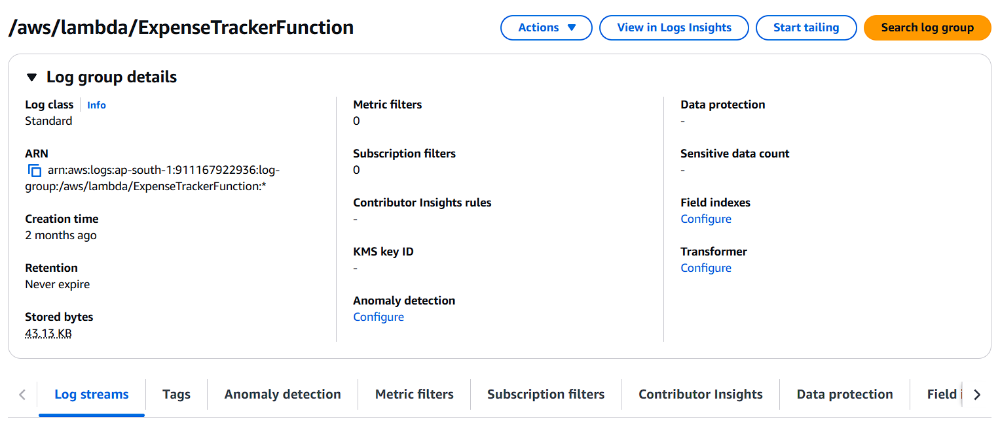 /aws/lambda/ExpenseTrackerFunction
Actions
View in Logs Insights
Start tailing
Search log group
Log group details
Log class
Info
Standard
ARN
arn:aws:logs:ap-south-1:911167922936:log-
group:/aws/lambda/ExpenseTrackerFunction:*
Creation time
2 months ago
Retention
Never expire
Stored bytes
43.13 KB
Metric filters
0
Subscription filters
0
Contributor Insights rules
-
KMS key ID
-
Anomaly detection
Configure
Data protection
-
Sensitive data count
-
Field indexes
Configure
Transformer
Configure
Log streams
Tags
Anomaly detection
Metric filters
Subscription filters
Contributor Insights
Data protection
Field